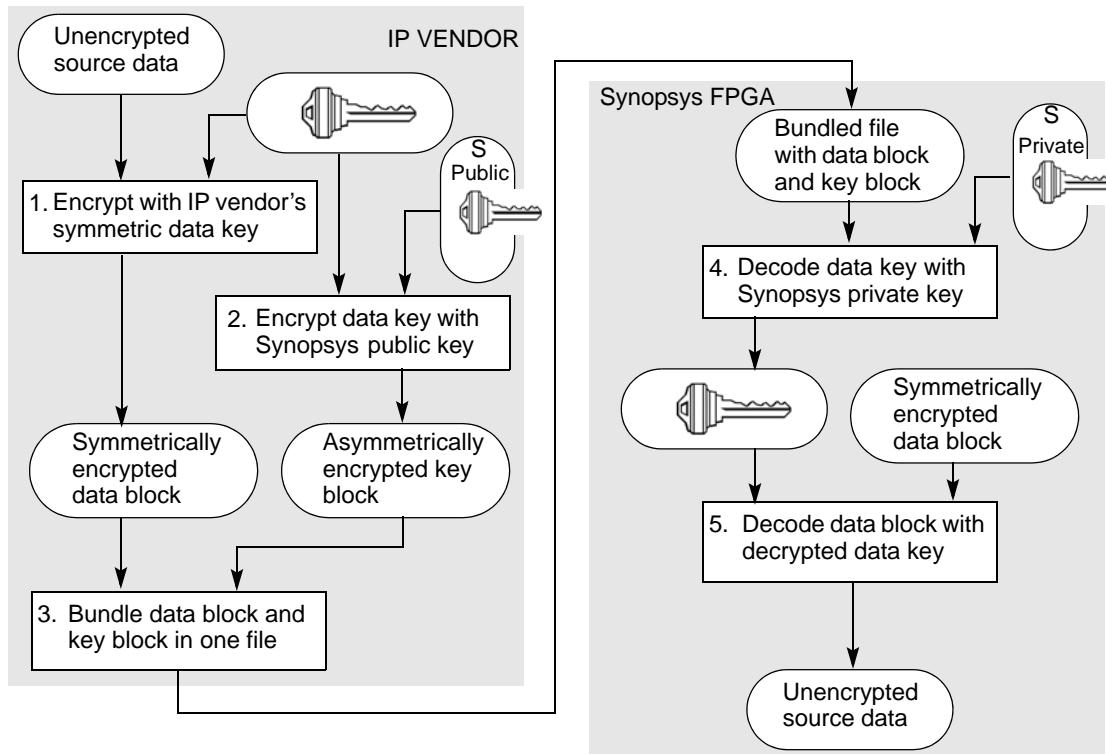 IP VENDOR
Unencrypted
source data
S
Public
1. Encrypt with IP vendor’s
symmetric data key
2. Encrypt data key with
Synopsys public key
Symmetrically
encrypted
data block
Asymmetrically
encrypted key
block
3. Bundle data block and
key block in one file
Synopsys FPGA
Bundled file
with data block
and key block
S
Private
4. Decode data key with
Synopsys private key
Symmetrically
encrypted
data block
5. Decode data block with
decrypted data key
Unencrypted
source data